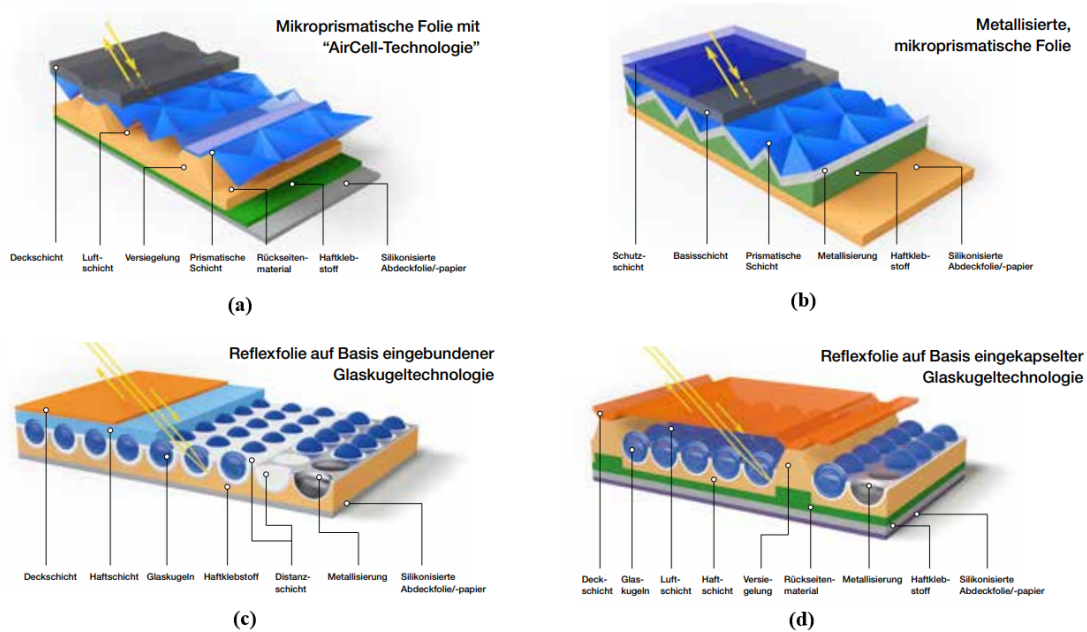 Mikroprismatische Folie mit
“AirCell-Technologie”
Deckschicht
Luft-
schicht
Versiegelung
Prismatische
Schicht
Rückseiten-
material
Haftkleb-
stoff
Silikonisierte
Abdeckfolie/-papier
(a)
Metallisierte,
mikroprismatische Folie
Schutz-
schicht
Basisschicht
Prismatische
Schicht
Metallisierung
Haftkleb-
stoff
Silikonisierte
Abdeckfolie/-papier
(b)
Reflexfolie auf Basis eingebundener
Glaskugeltechnologie
Deckschicht
Haftschicht
Glaskugeln
Haftklebstoff
Distanz-
schicht
Metallisierung
Silikonisierte
Abdeckfolie/-papier
(c)
Reflexfolie auf Basis eingekapselter
Glaskugeltechnologie
Deck-
schicht
Glas-
kugeln
Luft-
schicht
Haft-
schicht
Versie-
gelung
Rückseiten-
material
Metallisierung
Haftkleb-
stoff
Silikonisierte
Abdeckfolie/-papier
(d)